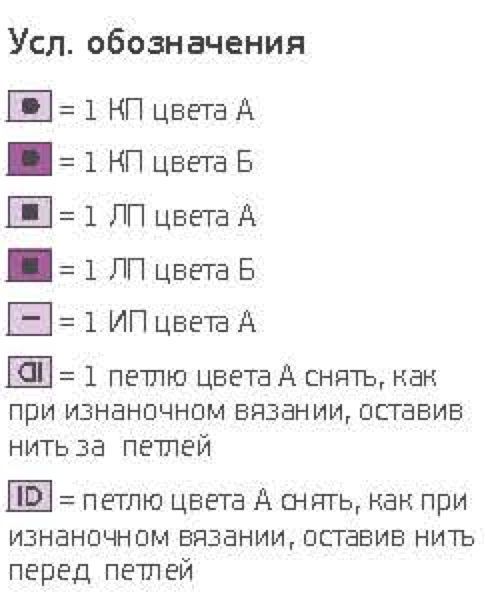 Усл. обозначения
= 1 КП цвета А
= 1 КП цвета Б
= 1 ЛП цвета А
= 1 ЛП цвета Б
= 1 ИП цвета А
= 1 петлю цвета А снять, как
при изнаночном вязании, оставив
нить за петлей
= петлю цвета А снять, как при
изнаночном вязании, оставив нить
перед петлей